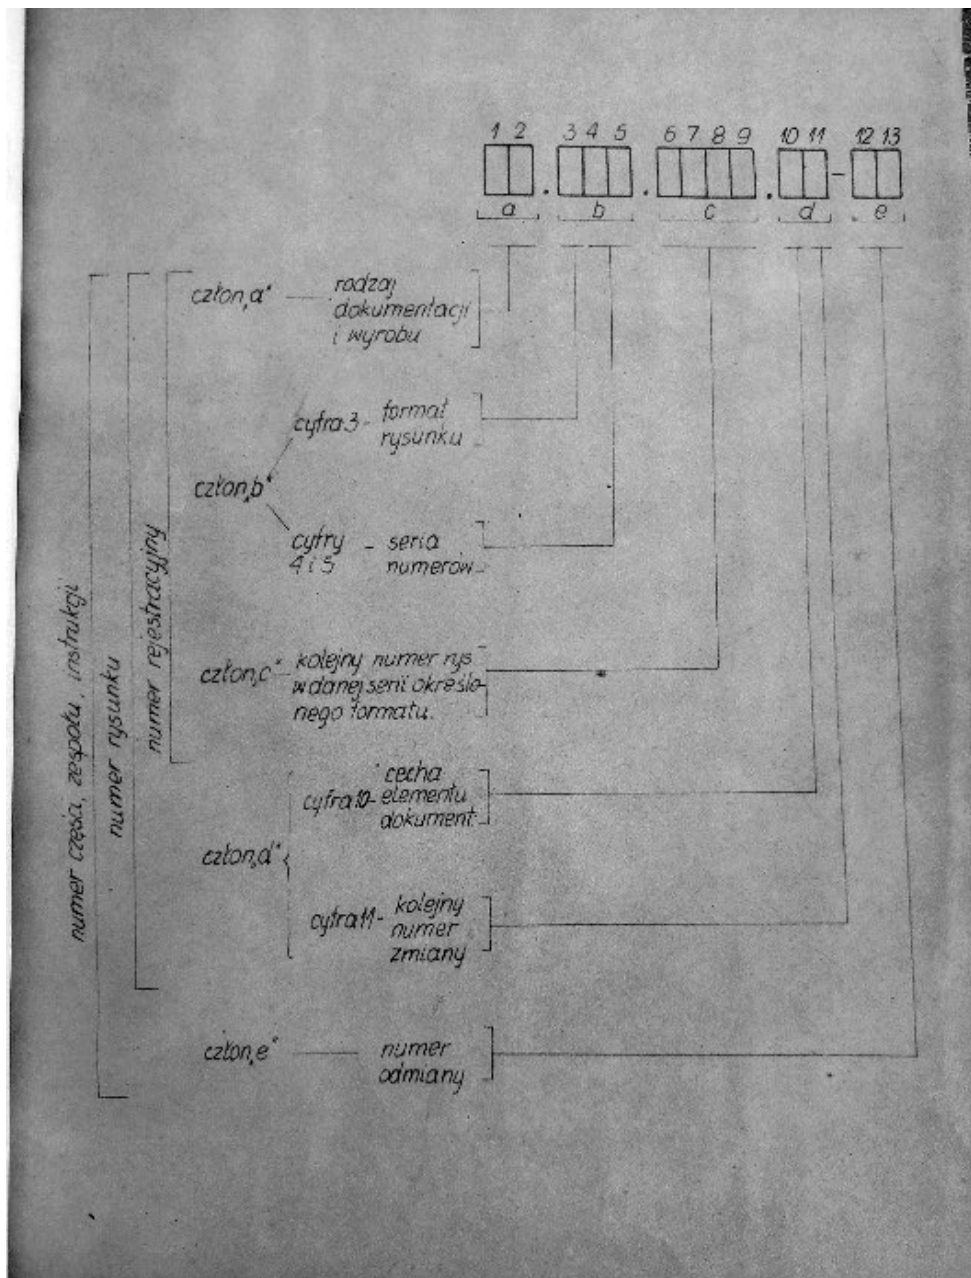 1 2 3 4 5 6 7 8 9 10 11 12 13
. . . -
a b c d e
człon „a" — rodzaj
dokumentacji
i wyrobu
cyfra 3 - format
rysunku
człon „b"
cyfry - seria
4 i 5 numerów
człon „c" - kolejny numer rys
w danej serii określo-
nego formatu.
cyfra 10 - cecha
elementu
dokument.
człon „d"
cyfra 11 - kolejny
numer
zmiany
człon „e" — numer
odmiany
numer części, zespołu, instrukcji
numer rysunku
numer rejestracyjny